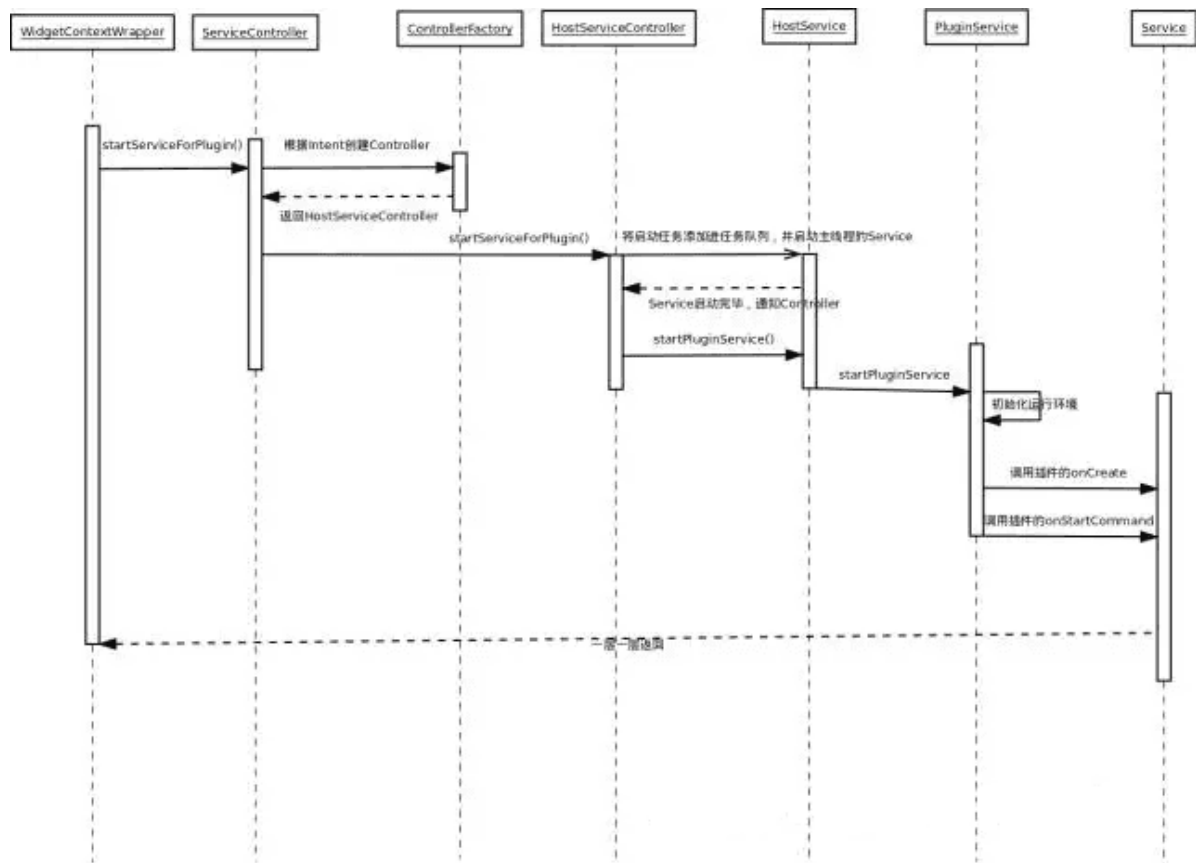 WidgetContextWrapper
ServiceController
ControllerFactory
HostServiceController
HostService
PluginService
Service
startServiceForPlugin()
根据Intent创建Controller
返回HostServiceController
startServiceForPlugin()
将启动任务添加进任务队列，并启动主线程的Service
Service启动完毕，通知Controller
startPluginService()
startPluginService
初始化运行环境
调用插件的onCreate
调用插件的onStartCommand
一层一层返回